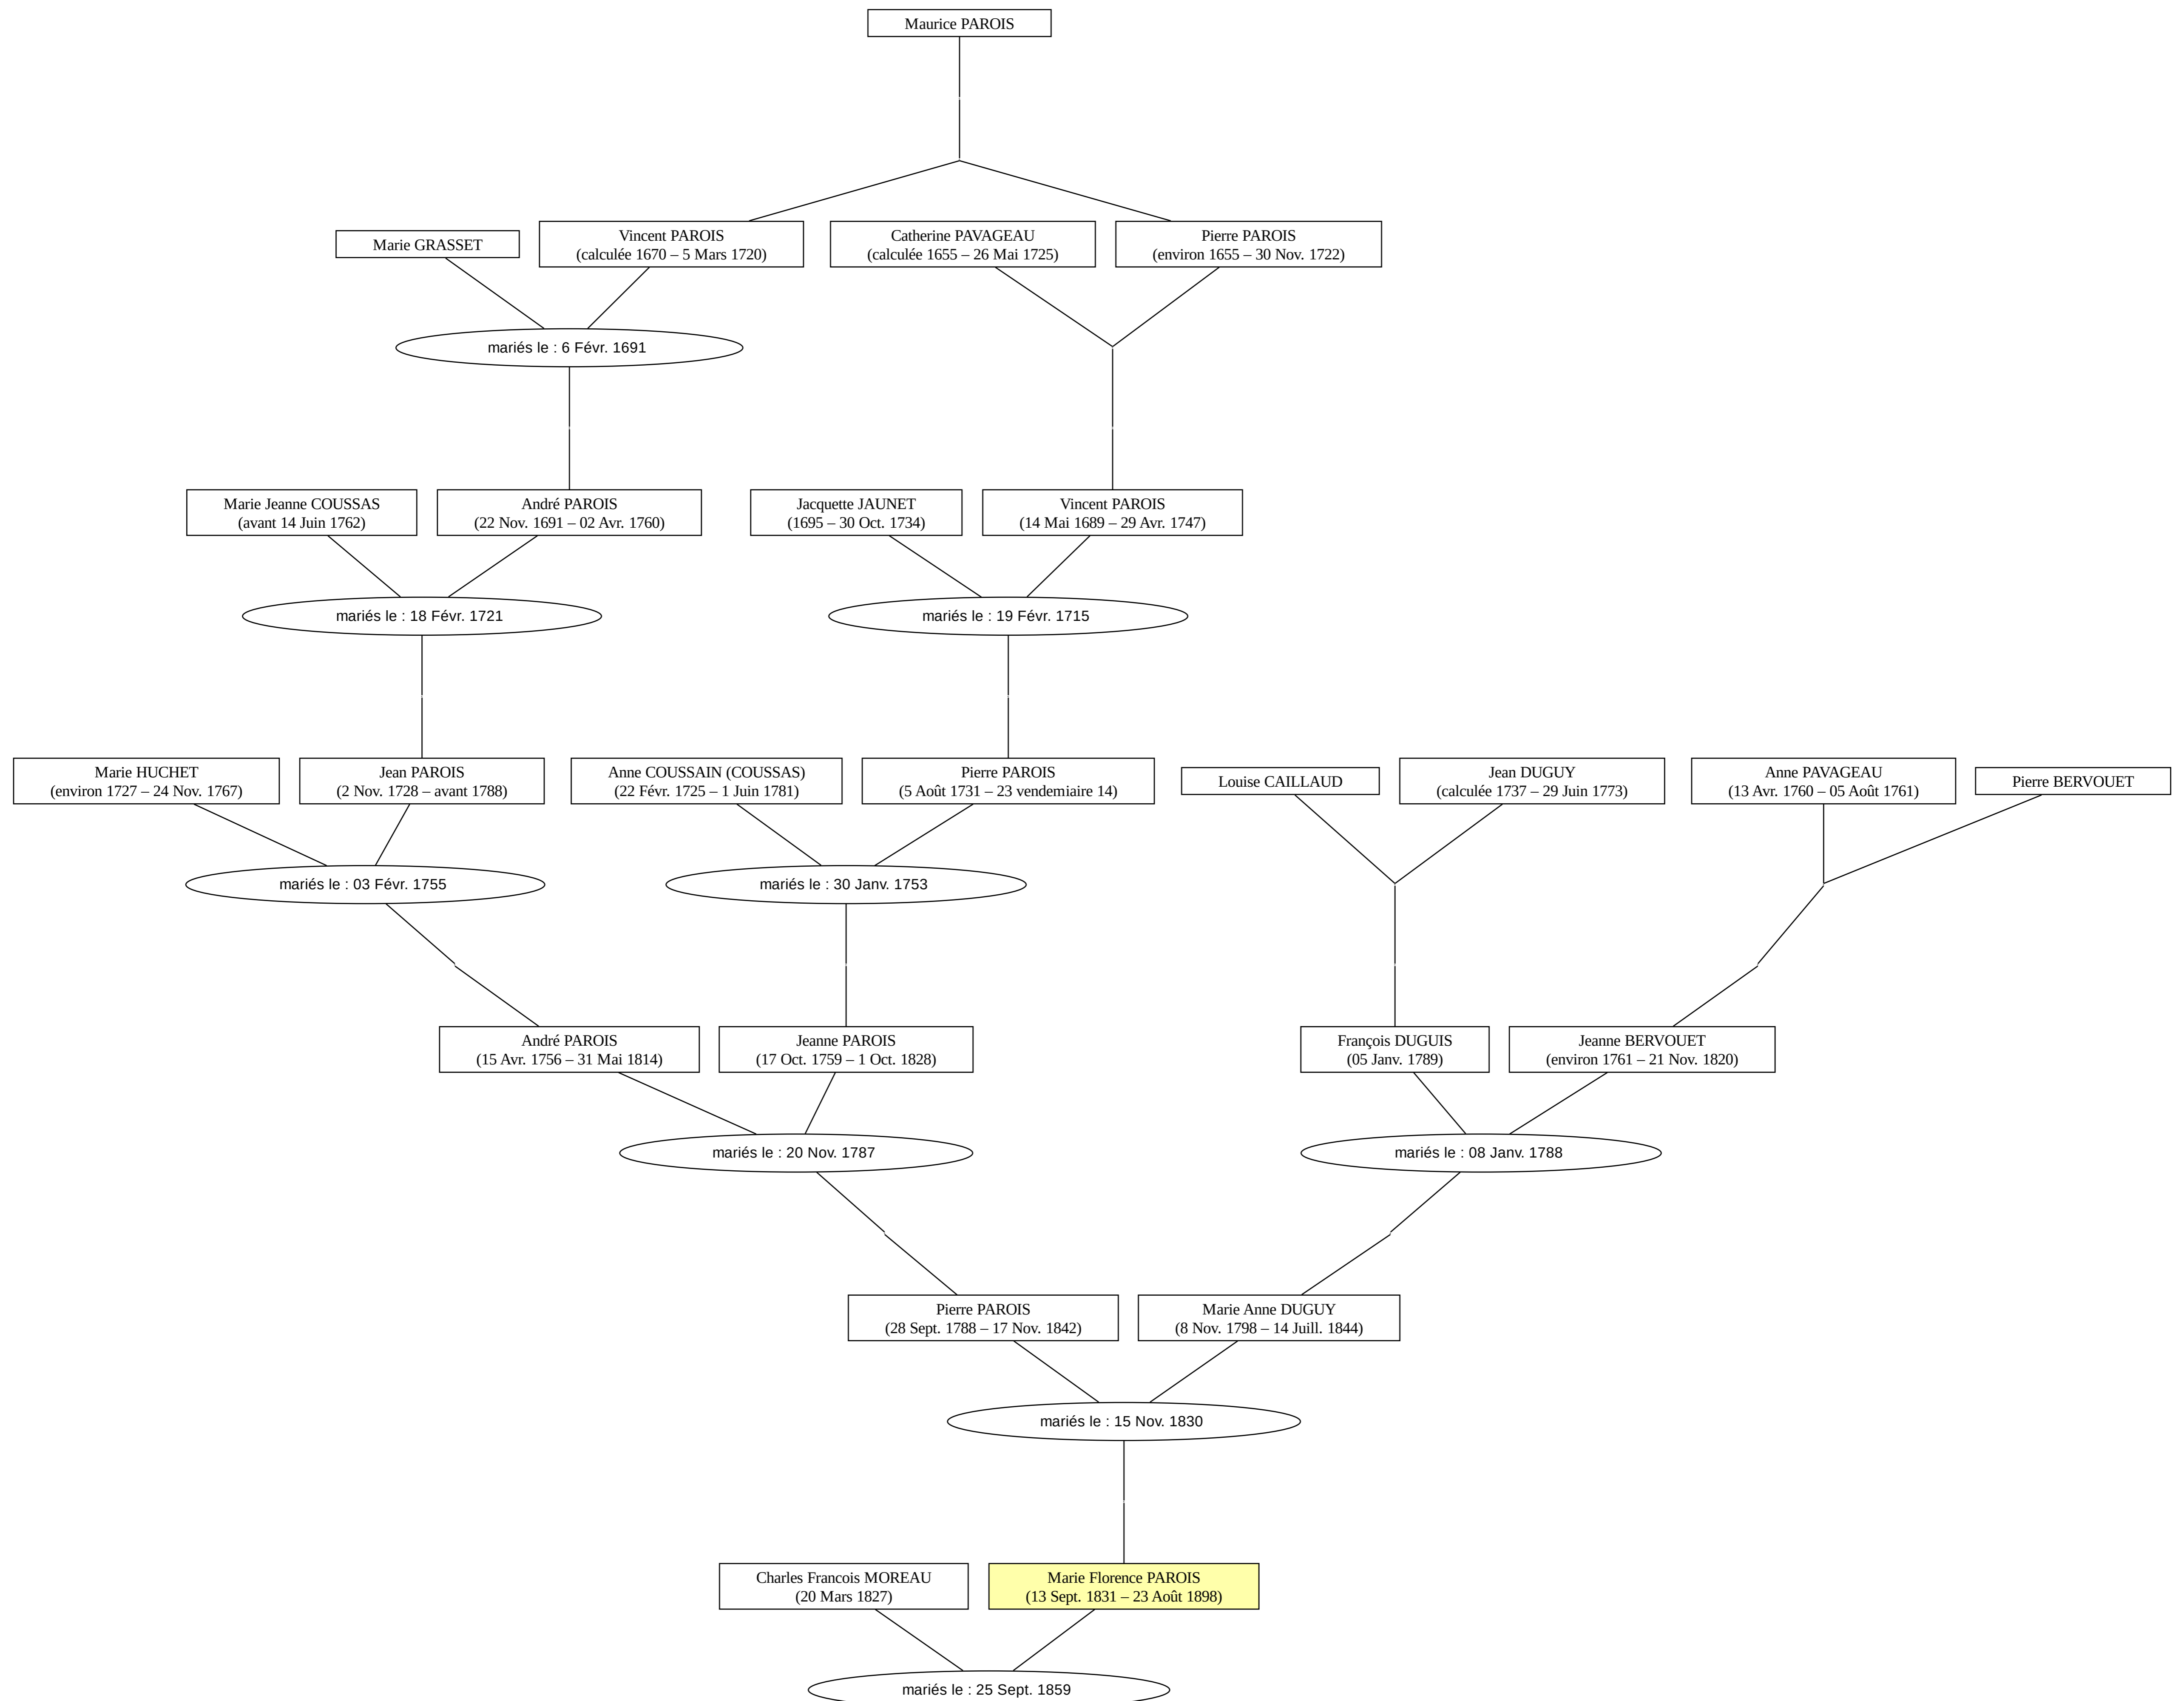 Maurice PAROIS
Marie GRASSET
Vincent PAROIS
(calculée 1670 – 5 Mars 1720)
Catherine PAVAGEAU
(calculée 1655 – 26 Mai 1725)
Pierre PAROIS
(environ 1655 – 30 Nov. 1722)
mariés le : 6 Févr. 1691
Marie Jeanne COUSSAS
(avant 14 Juin 1762)
André PAROIS
(22 Nov. 1691 – 02 Avr. 1760)
Jacquette JAUNET
(1695 – 30 Oct. 1734)
Vincent PAROIS
(14 Mai 1689 – 29 Avr. 1747)
mariés le : 18 Févr. 1721
mariés le : 19 Févr. 1715
Marie HUCHET
(environ 1727 – 24 Nov. 1767)
Jean PAROIS
(2 Nov. 1728 – avant 1788)
Anne COUSSAIN (COUSSAS)
(22 Févr. 1725 – 1 Juin 1781)
Pierre PAROIS
(5 Août 1731 – 23 vendemiaire 14)
Louise CAILLAUD
Jean DUGUY
(calculée 1737 – 29 Juin 1773)
Anne PAVAGEAU
(13 Avr. 1760 – 05 Août 1761)
Pierre BERVOUET
mariés le : 03 Févr. 1755
mariés le : 30 Janv. 1753
André PAROIS
(15 Avr. 1756 – 31 Mai 1814)
Jeanne PAROIS
(17 Oct. 1759 – 1 Oct. 1828)
François DUGUIS
(05 Janv. 1789)
Jeanne BERVOUET
(environ 1761 – 21 Nov. 1820)
mariés le : 20 Nov. 1787
mariés le : 08 Janv. 1788
Pierre PAROIS
(28 Sept. 1788 – 17 Nov. 1842)
Marie Anne DUGUY
(8 Nov. 1798 – 14 Juill. 1844)
mariés le : 15 Nov. 1830
Charles Francois MOREAU
(20 Mars 1827)
Marie Florence PAROIS
(13 Sept. 1831 – 23 Août 1898)
mariés le : 25 Sept. 1859